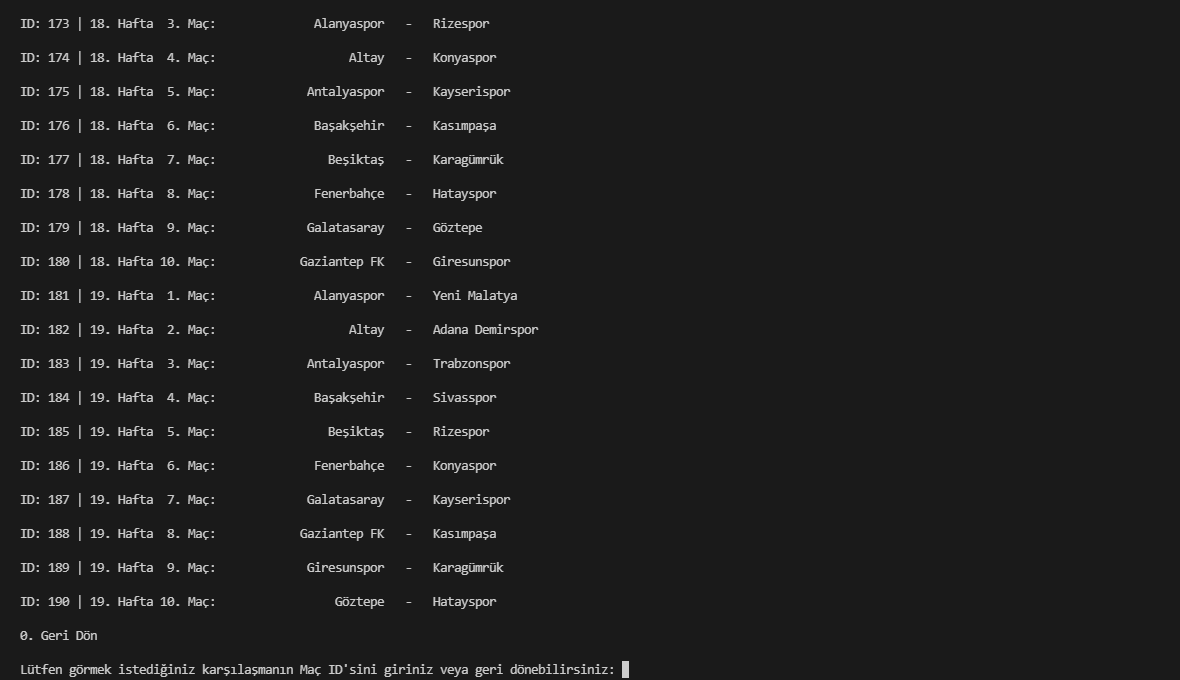 ID: 173 | 18. Hafta  3. Maç:              Alanyaspor   -   Rizespor
ID: 174 | 18. Hafta  4. Maç:                   Altay   -   Konyaspor
ID: 175 | 18. Hafta  5. Maç:             Antalyaspor   -   Kayserispor
ID: 176 | 18. Hafta  6. Maç:              Başakşehir   -   Kasımpaşa
ID: 177 | 18. Hafta  7. Maç:                Beşiktaş   -   Karagümrük
ID: 178 | 18. Hafta  8. Maç:              Fenerbahçe   -   Hatayspor
ID: 179 | 18. Hafta  9. Maç:             Galatasaray   -   Göztepe
ID: 180 | 18. Hafta 10. Maç:            Gaziantep FK   -   Giresunspor
ID: 181 | 19. Hafta  1. Maç:              Alanyaspor   -   Yeni Malatya
ID: 182 | 19. Hafta  2. Maç:                   Altay   -   Adana Demirspor
ID: 183 | 19. Hafta  3. Maç:             Antalyaspor   -   Trabzonspor
ID: 184 | 19. Hafta  4. Maç:              Başakşehir   -   Sivasspor
ID: 185 | 19. Hafta  5. Maç:                Beşiktaş   -   Rizespor
ID: 186 | 19. Hafta  6. Maç:              Fenerbahçe   -   Konyaspor
ID: 187 | 19. Hafta  7. Maç:             Galatasaray   -   Kayserispor
ID: 188 | 19. Hafta  8. Maç:            Gaziantep FK   -   Kasımpaşa
ID: 189 | 19. Hafta  9. Maç:             Giresunspor   -   Karagümrük
ID: 190 | 19. Hafta 10. Maç:                 Göztepe   -   Hatayspor
0. Geri Dön
Lütfen görmek istediğiniz karşılaşmanın Maç ID'sini giriniz veya geri dönebilirsiniz: